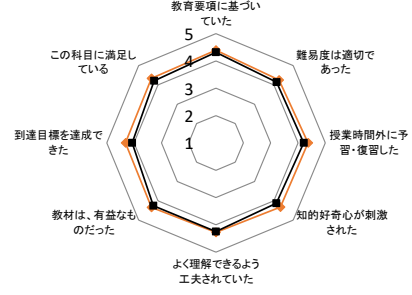 教育要項に基づい
ていた
難易度は適切で
あった
授業時間外に予
習・復習した
知的好奇心が刺激
された
よく理解できるよう
工夫されていた
教材は、有益なも
のだった
到達目標を達成で
きた
この科目に満足し
ている
5
4
3
2
1